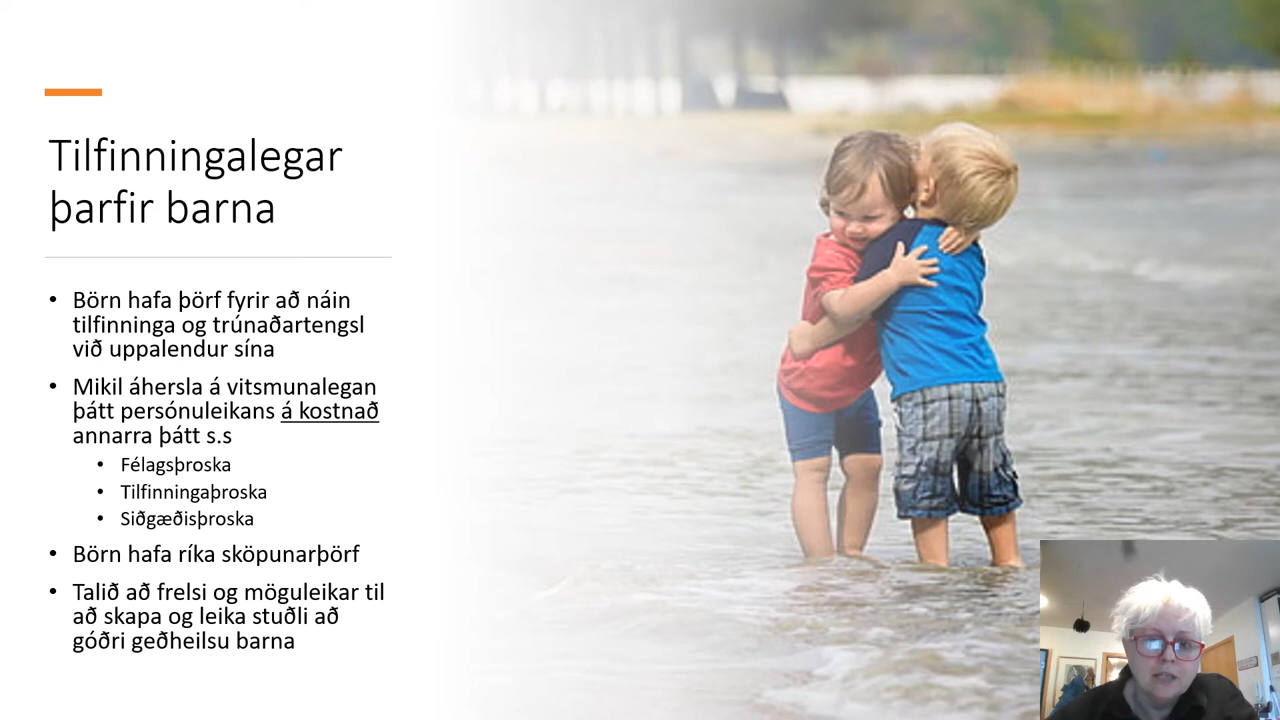 Tilfinningalegar
þarfir barna
• Börn hafa þörf fyrir að náin
tilfinninga og trúnaðartengsl
við uppalendur sína
• Mikil áhersla á vitsmunalegan
þátt persónuleikans á kostnað
annarra þátt s.s
• Félagsþroska
• Tilfinningaþroska
• Siðgæðisþroska
• Börn hafa ríka sköpunarþörf
• Talið að frelsi og möguleikar til
að skapa og leika stuðli að
góðri geðheilsu barna